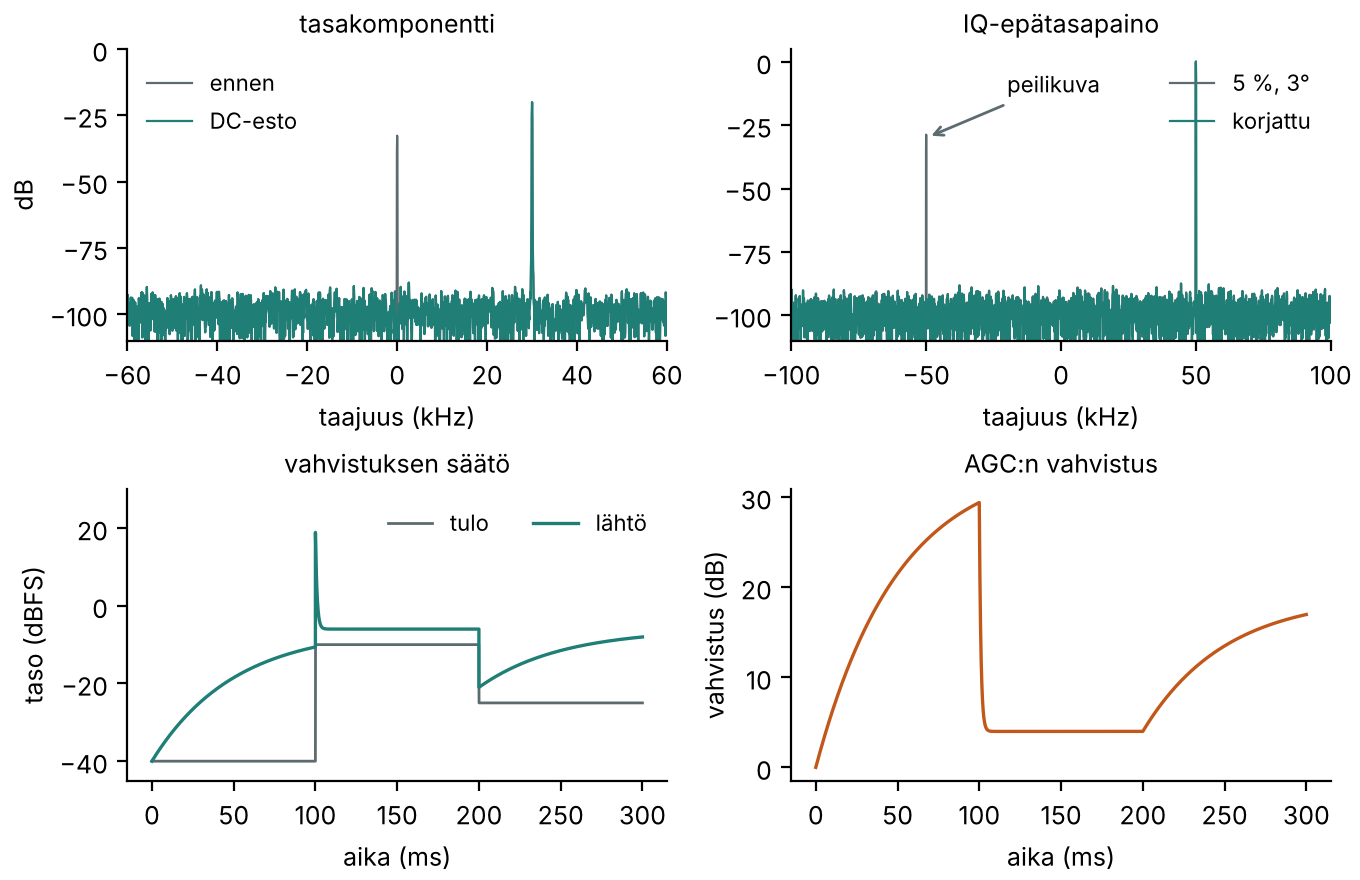 tasakomponentti
0
−25
−50
−75
−100
dB
ennen
DC-esto
−60 −40 −20 0 20 40 60
taajuus (kHz)
IQ-epätasapaino
0
−25
−50
−75
−100
peilikuva
5 %, 3°
korjattu
−100 −50 0 50 100
taajuus (kHz)
vahvistuksen säätö
20
0
−20
−40
taso (dBFS)
tulo lähtö
0 50 100 150 200 250 300
aika (ms)
AGC:n vahvistus
30
20
10
0
vahvistus (dB)
0 50 100 150 200 250 300
aika (ms)